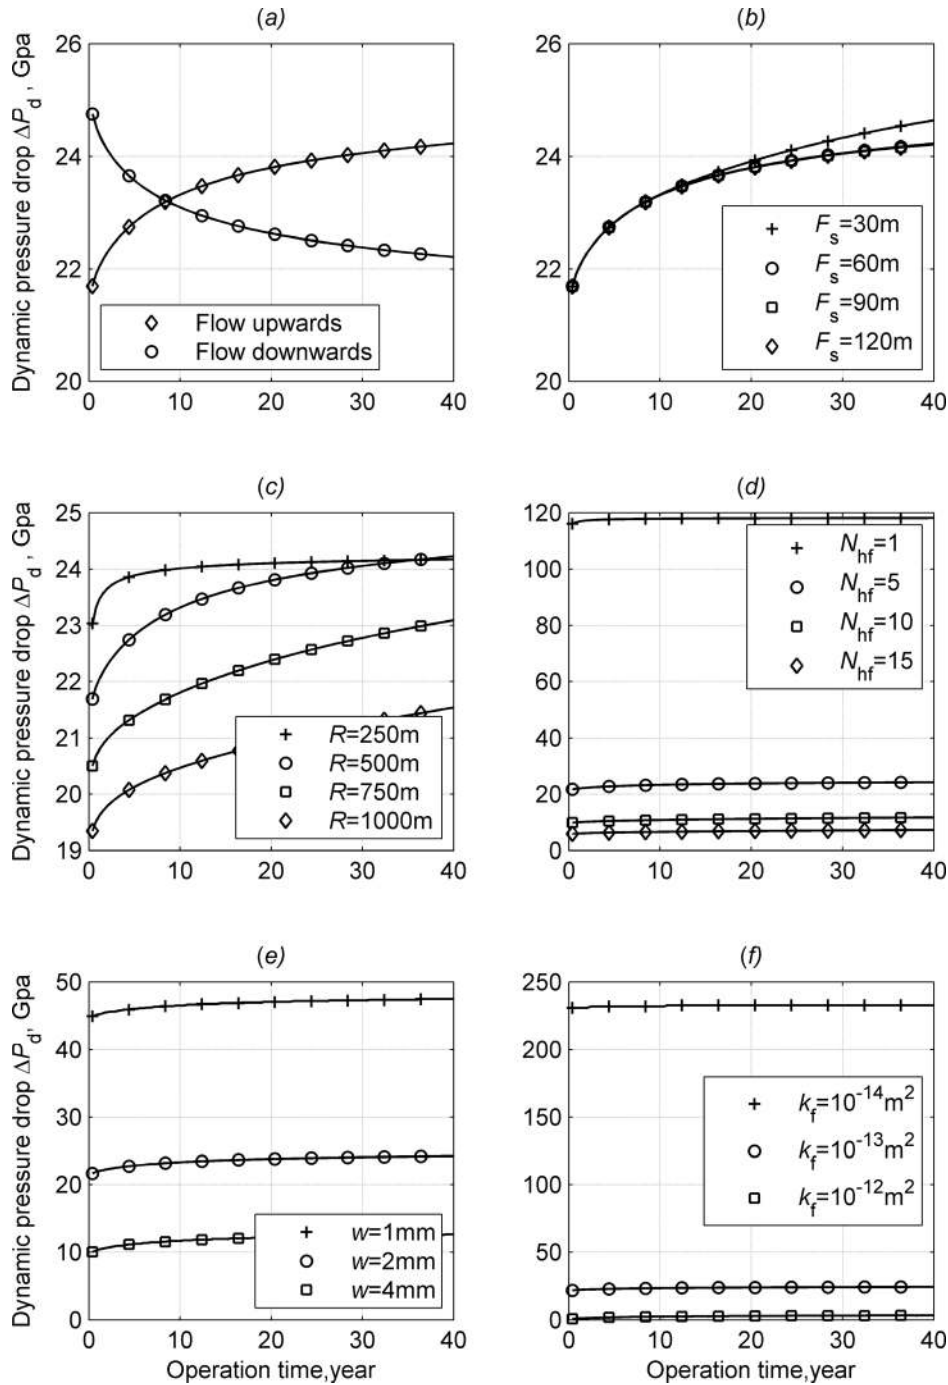 (a)
Dynamic pressure drop ΔP_d , Gpa
26
24
22
20
0 10 20 30 40
Flow upwards
Flow downwards
(b)
26
24
22
20
0 10 20 30 40
F_s=30m
F_s=60m
F_s=90m
F_s=120m
(c)
Dynamic pressure drop ΔP_d , Gpa
25
24
23
22
21
20
19
0 10 20 30 40
R=250m
R=500m
R=750m
R=1000m
(d)
120
100
80
60
40
20
0
0 10 20 30 40
N_hf=1
N_hf=5
N_hf=10
N_hf=15
(e)
Dynamic pressure drop ΔP_d, Gpa
50
40
30
20
10
0
0 10 20 30 40
Operation time,year
w=1mm
w=2mm
w=4mm
(f)
250
200
150
100
50
0
0 10 20 30 40
Operation time,year
k_f=10^-14m^2
k_f=10^-13m^2
k_f=10^-12m^2